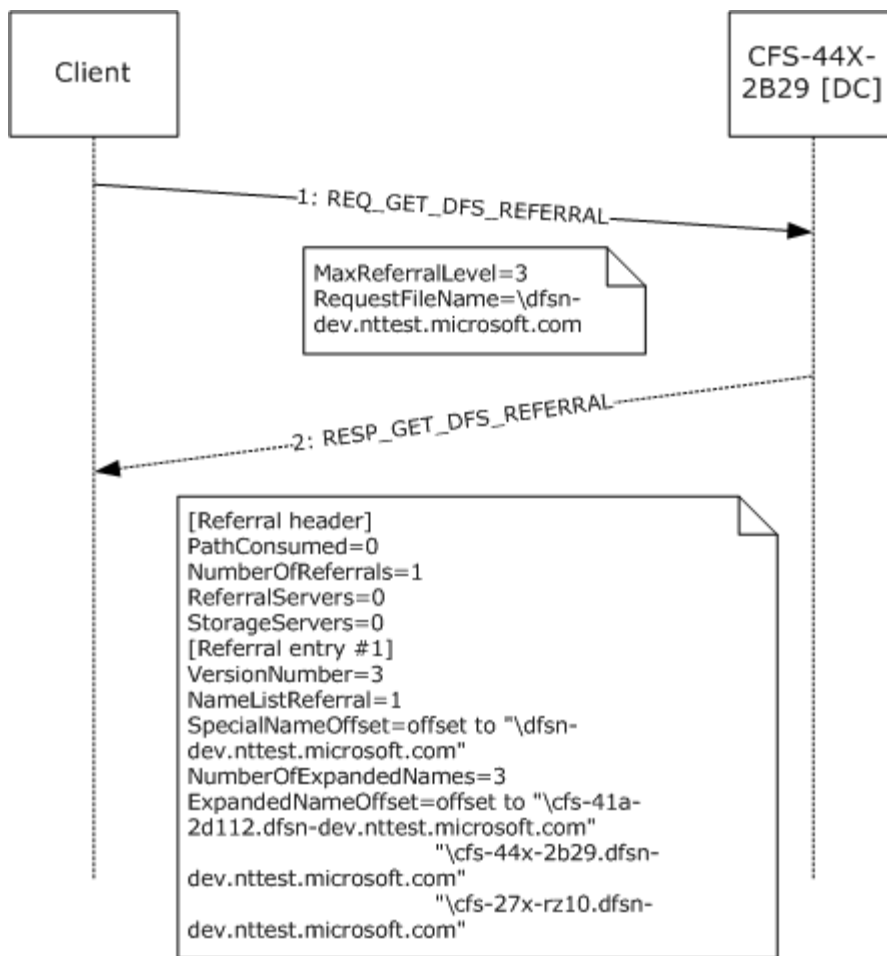 Client
CFS-44X-
2B29 [DC]
1: REQ_GET_DFS_REFERRAL
MaxReferralLevel=3
RequestFileName=\dfsn-
dev.nttest.microsoft.com
2: RESP_GET_DFS_REFERRAL
[Referral header]
PathConsumed=0
NumberOfReferrals=1
ReferralServers=0
StorageServers=0
[Referral entry #1]
VersionNumber=3
NameListReferral=1
SpecialNameOffset=offset to "\dfsn-
dev.nttest.microsoft.com"
NumberOfExpandedNames=3
ExpandedNameOffset=offset to "\cfs-41a-
2d112.dfsn-dev.nttest.microsoft.com"
"\cfs-44x-2b29.dfsn-
dev.nttest.microsoft.com"
"\cfs-27x-rz10.dfsn-
dev.nttest.microsoft.com"